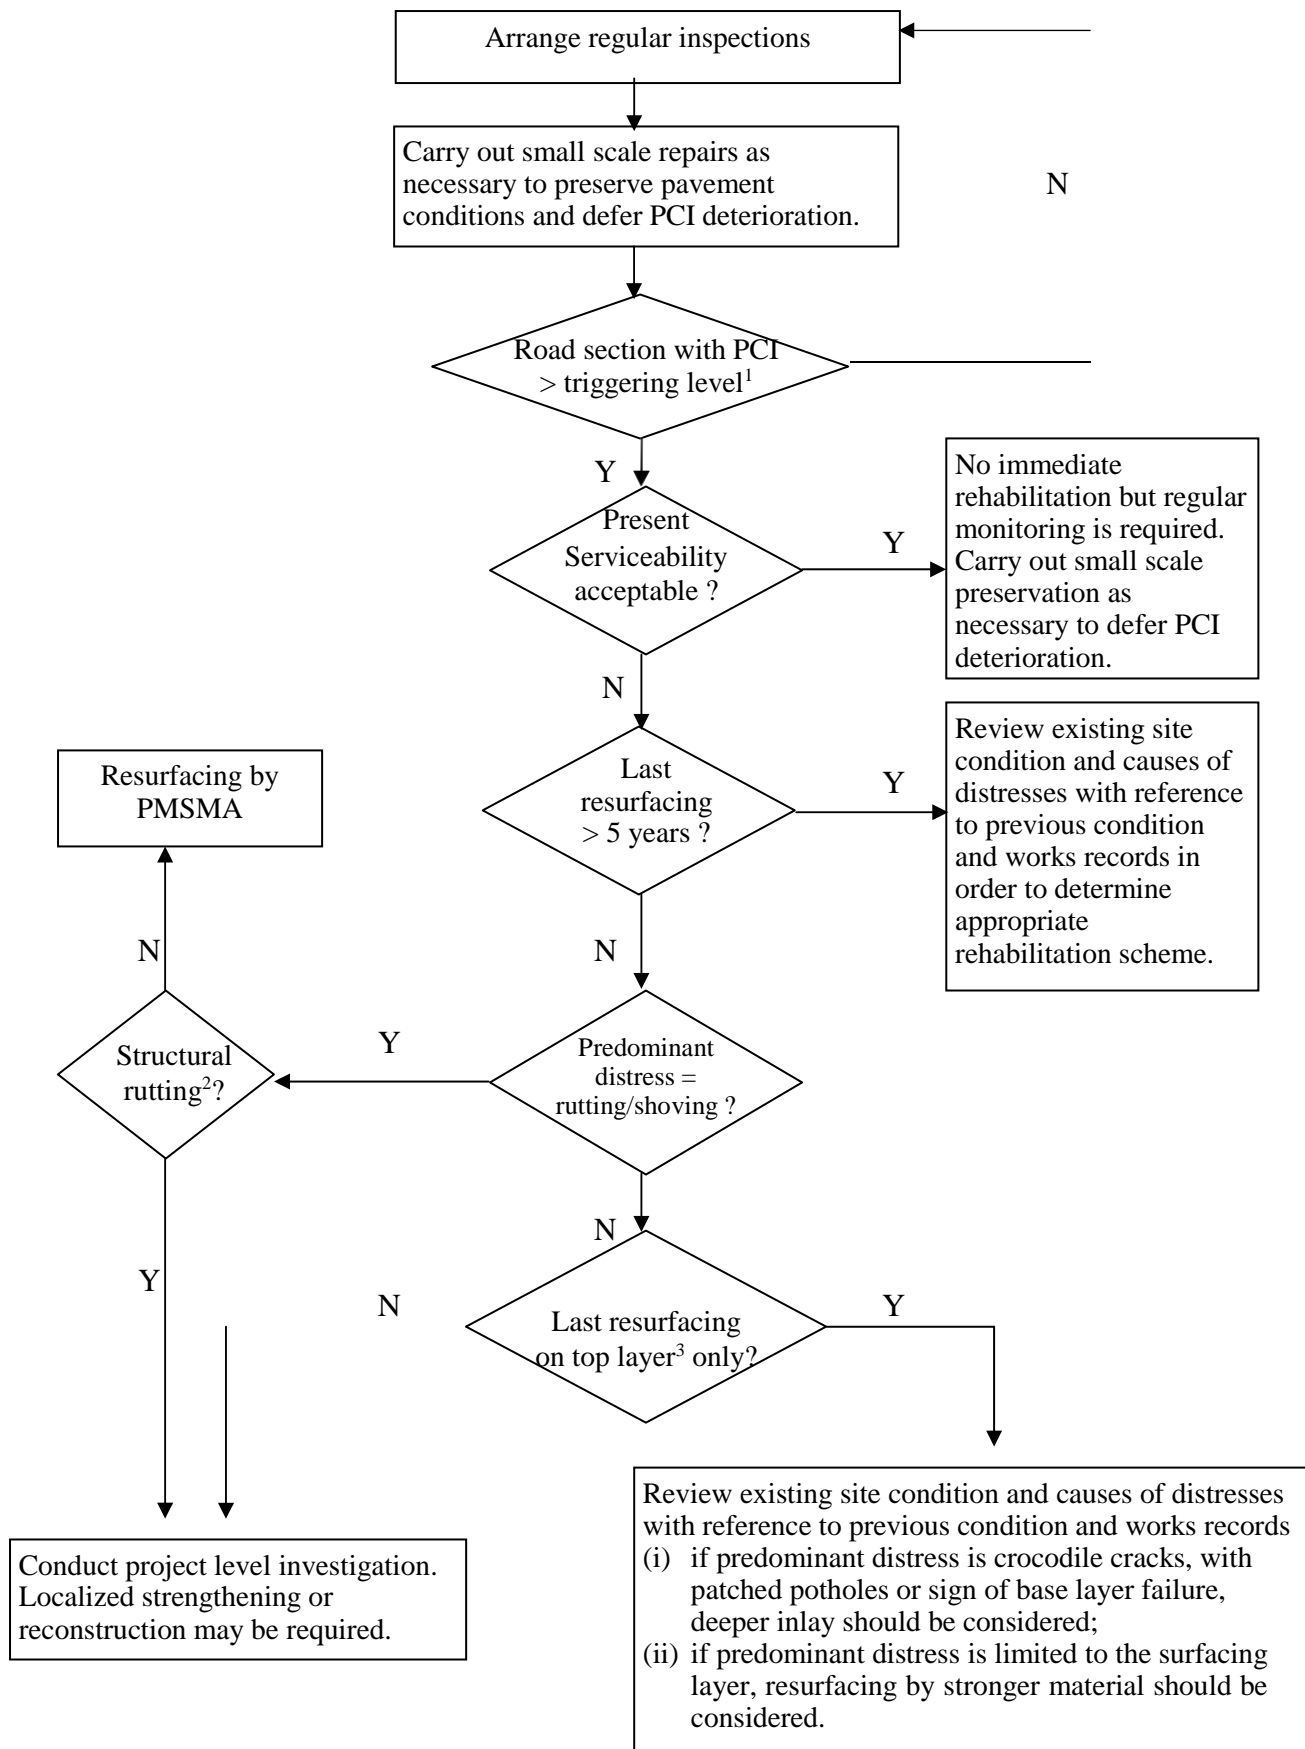 Arrange regular inspections
Carry out small scale repairs as
necessary to preserve pavement
conditions and defer PCI deterioration.
N
Road section with PCI
> triggering level¹
Y
Present
Serviceability
acceptable ?
Y
No immediate
rehabilitation but regular
monitoring is required.
Carry out small scale
preservation as
necessary to defer PCI
deterioration.
N
Last
resurfacing
> 5 years ?
Y
Review existing site
condition and causes of
distresses with reference
to previous condition
and works records in
order to determine
appropriate
rehabilitation scheme.
Resurfacing by
PMSMA
N
N
Structural
rutting²?
Y
Predominant
distress =
rutting/shoving ?
N
Y
N
Last resurfacing
on top layer³ only?
Y
Conduct project level investigation.
Localized strengthening or
reconstruction may be required.
Review existing site condition and causes of distresses
with reference to previous condition and works records
(i) if predominant distress is crocodile cracks, with
patched potholes or sign of base layer failure,
deeper inlay should be considered;
(ii) if predominant distress is limited to the surfacing
layer, resurfacing by stronger material should be
considered.